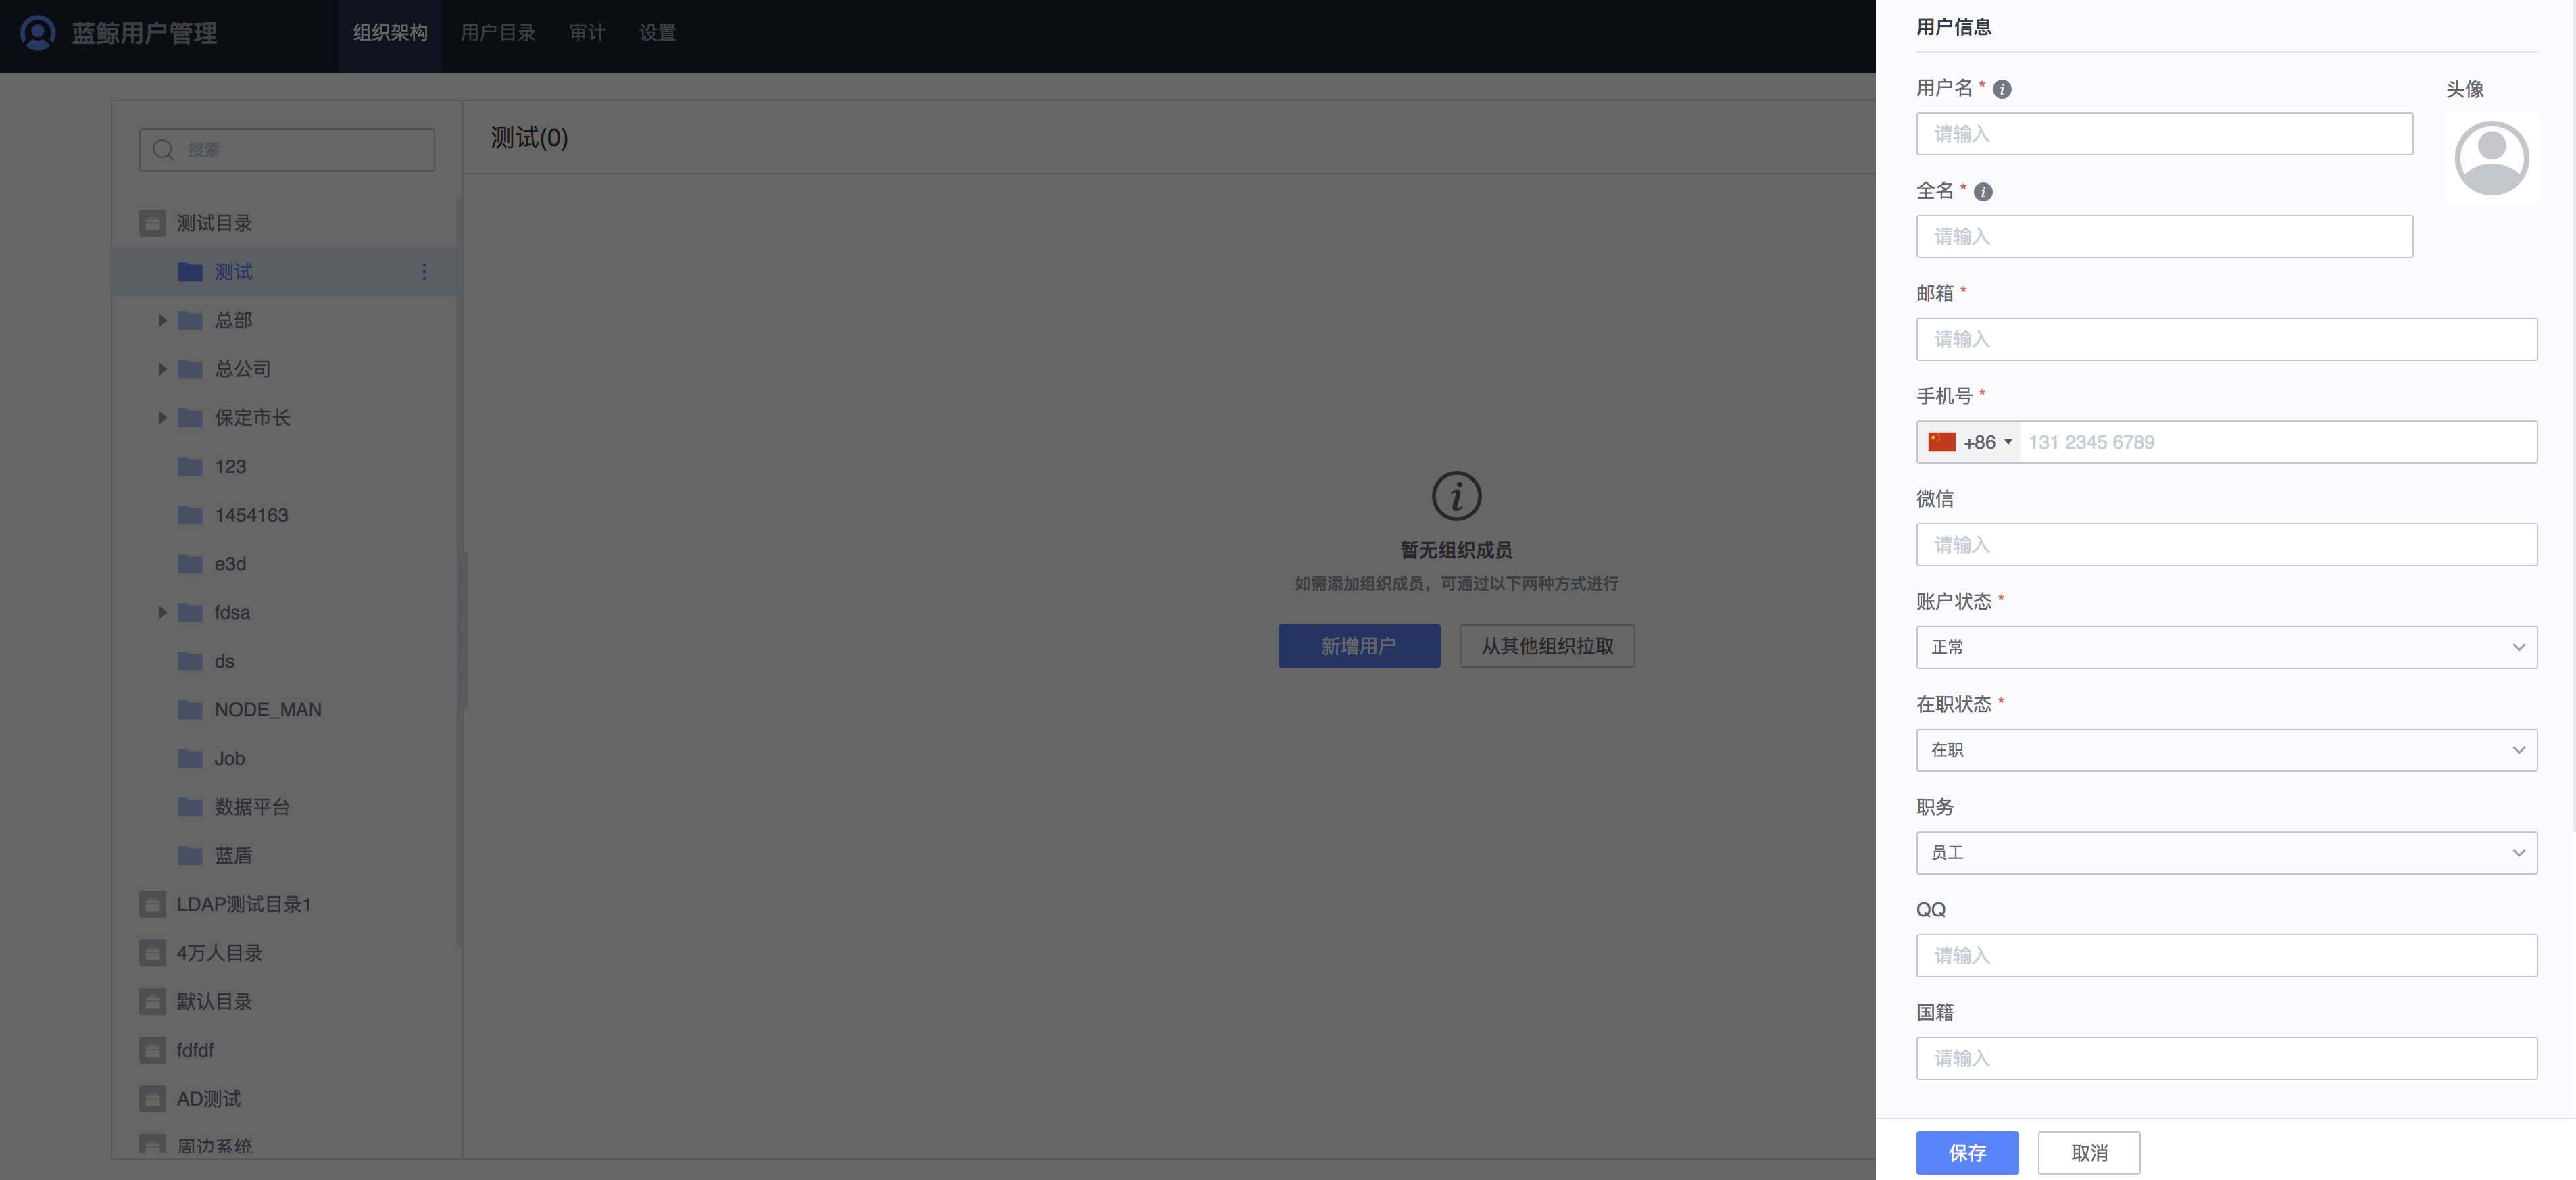 蓝鲸用户管理
组织架构
用户目录
审计
设置
搜索
测试目录
测试
总部
总公司
保定市长
123
1454163
e3d
fdsa
ds
NODE_MAN
Job
数据平台
蓝盾
LDAP测试目录1
4万人目录
默认目录
fdfdf
AD测试
周边系统
测试(0)
暂无组织成员
如需添加组织成员，可通过以下两种方式进行
新增用户
从其他组织拉取
用户信息
用户名 *
头像
请输入
全名 *
请输入
邮箱 *
请输入
手机号 *
+86 131 2345 6789
微信
请输入
账户状态 *
正常
在职状态 *
在职
职务
员工
QQ
请输入
国籍
请输入
保存
取消